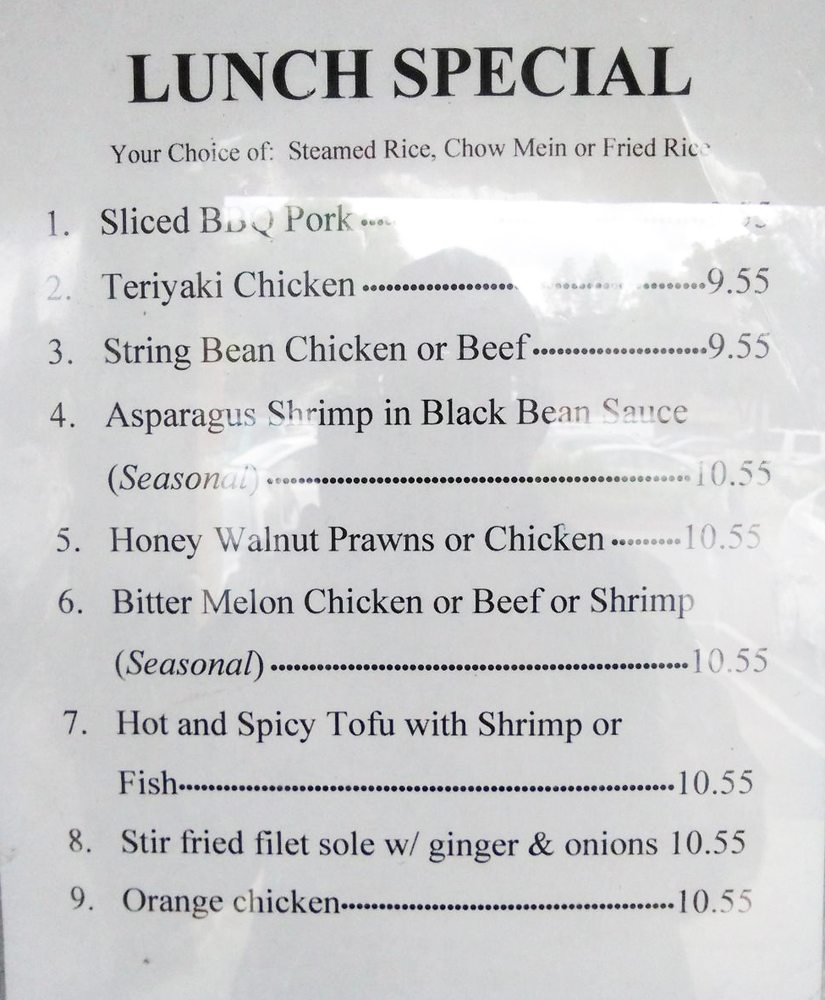 LUNCH SPECIAL
Your Choice of: Steamed Rice, Chow Mein or Fried Rice
1. Sliced BBQ Pork
2. Teriyaki Chicken 9.55
3. String Bean Chicken or Beef 9.55
4. Asparagus Shrimp in Black Bean Sauce
(Seasonal) 10.55
5. Honey Walnut Prawns or Chicken 10.55
6. Bitter Melon Chicken or Beef or Shrimp
(Seasonal) 10.55
7. Hot and Spicy Tofu with Shrimp or
Fish 10.55
8. Stir fried filet sole w/ ginger & onions 10.55
9. Orange chicken 10.55